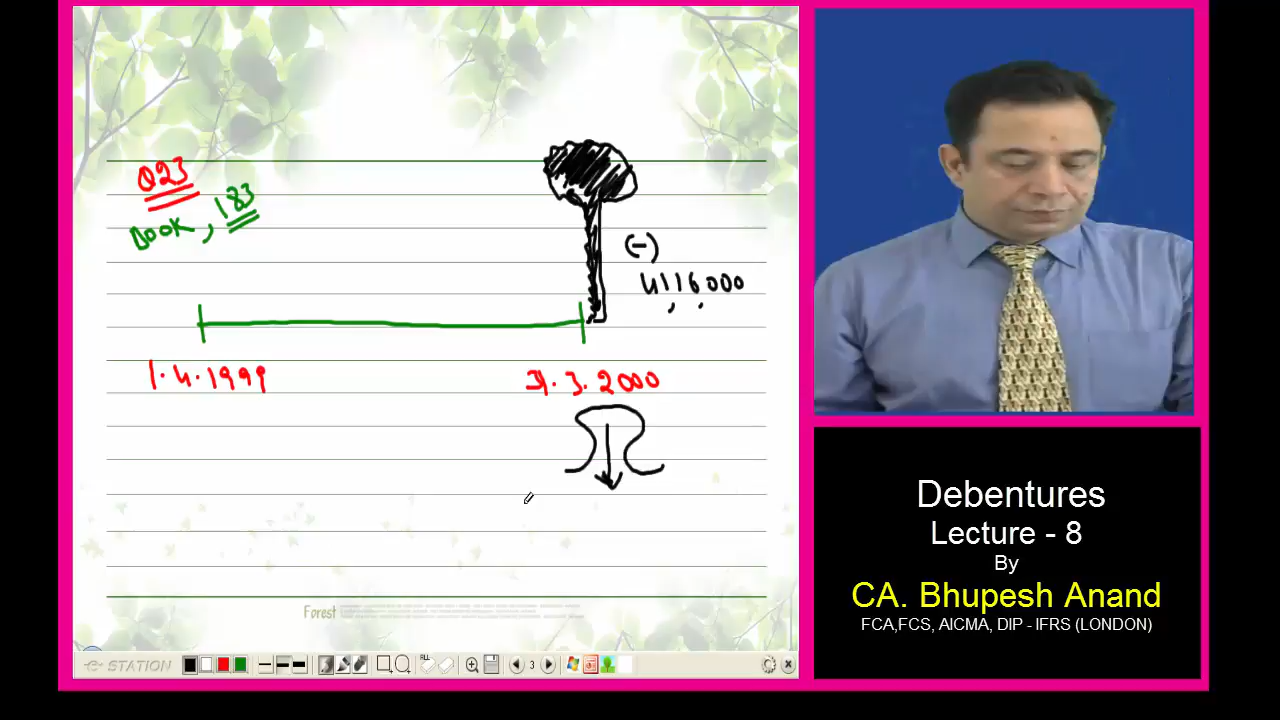 Q23
Book, 183
(-)
4116000
1.4.1999
31.3.2000
Forest
e-STATION
ALL
3
Debentures
Lecture - 8
By
CA. Bhupesh Anand
FCA,FCS, AICMA, DIP - IFRS (LONDON)